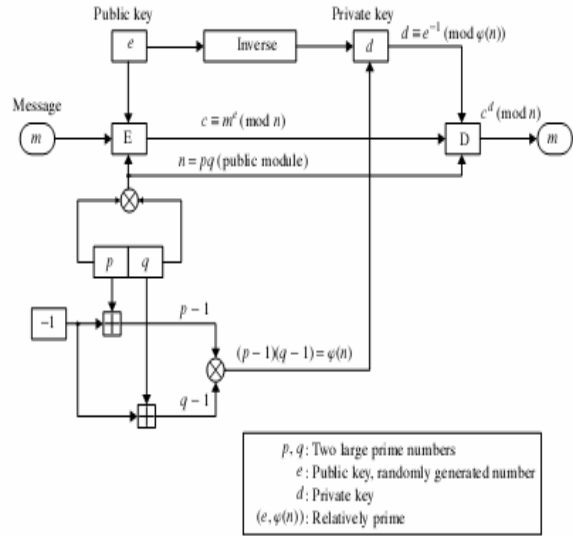 Public key
Private key
e
Inverse
d
d ≡ e⁻¹ (mod φ(n))
Message
m
E
c ≡ mᵉ (mod n)
D
cᵈ (mod n)
m
n = pq (public module)
p
q
−1
p − 1
(p − 1)(q − 1) = φ(n)
q − 1
p, q : Two large prime numbers
e : Public key, randomly generated number
d : Private key
(e, φ(n)) : Relatively prime